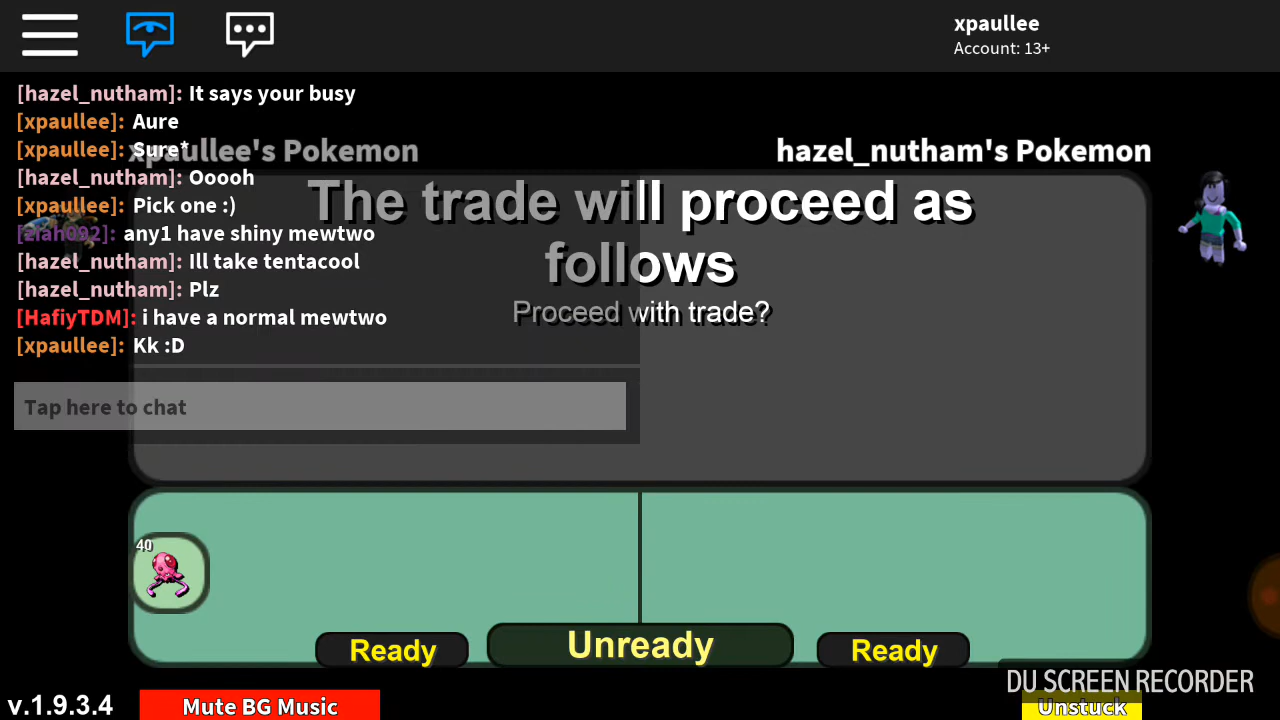 xpaullee
Account: 13+
[hazel_nutham]: It says your busy
[xpaullee]: Aure
[xpaullee]: Sure*
xpaullee's Pokemon
hazel_nutham's Pokemon
[hazel_nutham]: Ooooh
The trade will proceed as
follows
[xpaullee]: Pick one :)
[ziah092]: any1 have shiny mewtwo
[hazel_nutham]: Ill take tentacool
[hazel_nutham]: Plz
Proceed with trade?
[HafiyTDM]: i have a normal mewtwo
[xpaullee]: Kk :D
Tap here to chat
40
Ready
Unready
Ready
DU SCREEN RECORDER
v.1.9.3.4
Mute BG Music
Unstuck